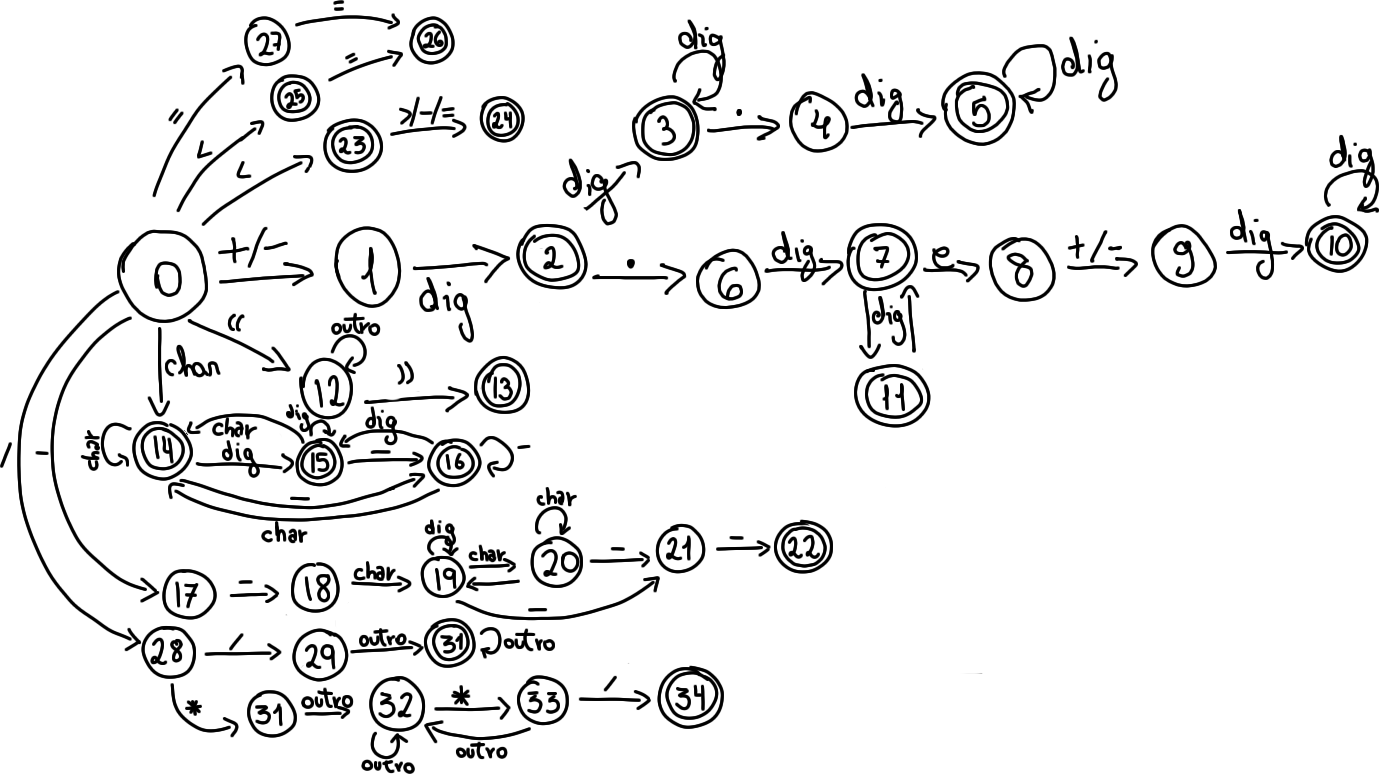 27 = 26
25 =
= < < 23 >/-/= 24
dig
3 . 4 dig 5 dig
dig
0 +/- 1 dig 2 . 6 dig 7 e 8 +/- 9 dig 10 dig
dig
11
char " outro
12 " 13
/ - char 14 char dig dig 15 dig - 16 -
-
char
17 - 18 char dig 19 char char 20 - 21 - 22
-
28 / 29 outro 31 outro
* 31 outro 32 * 33 / 34
outro outro